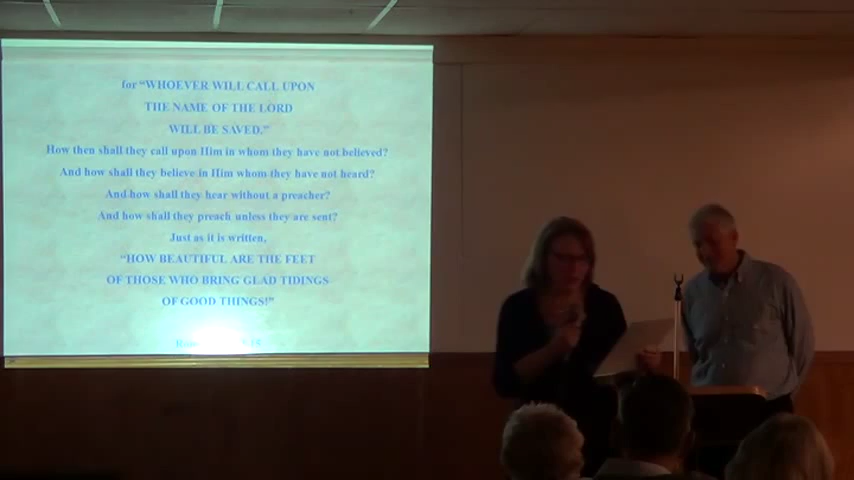 for “WHOEVER WILL CALL UPON
THE NAME OF THE LORD
WILL BE SAVED.”
How then shall they call upon Him in whom they have not believed?
And how shall they believe in Him whom they have not heard?
And how shall they hear without a preacher?
And how shall they preach unless they are sent?
Just as it is written,
“HOW BEAUTIFUL ARE THE FEET
OF THOSE WHO BRING GLAD TIDINGS
OF GOOD THINGS!”